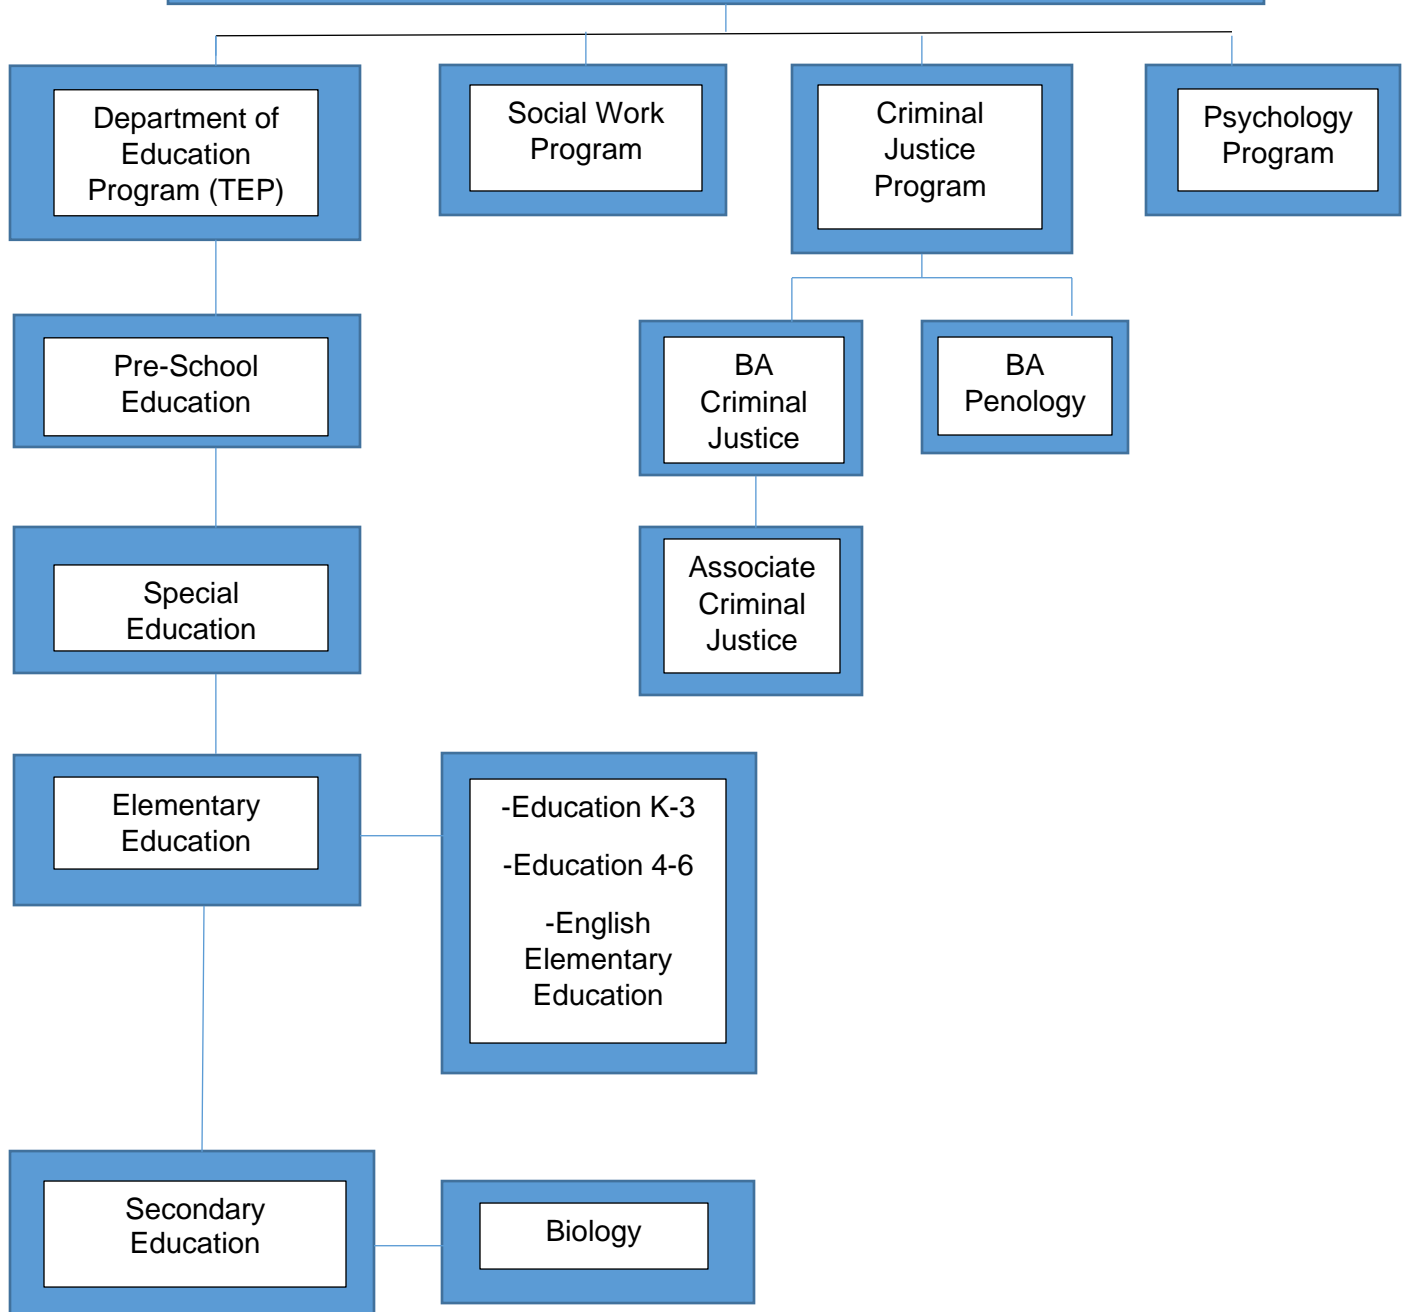 Department of
Education
Program (TEP)
Social Work
Program
Criminal
Justice
Program
Psychology
Program
Pre-School
Education
BA
Criminal
Justice
BA
Penology
Special
Education
Associate
Criminal
Justice
Elementary
Education
-Education K-3
-Education 4-6
-English
Elementary
Education
Secondary
Education
Biology